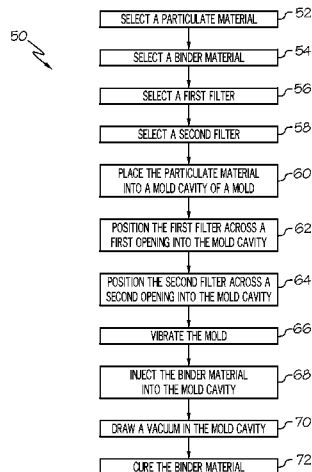 50
SELECT A PARTICULATE MATERIAL 52
SELECT A BINDER MATERIAL 54
SELECT A FIRST FILTER 56
SELECT A SECOND FILTER 58
PLACE THE PARTICULATE MATERIAL
INTO A MOLD CAVITY OF A MOLD 60
POSITION THE FIRST FILTER ACROSS A
FIRST OPENING INTO THE MOLD CAVITY 62
POSITION THE SECOND FILTER ACROSS A
SECOND OPENING INTO THE MOLD CAVITY 64
VIBRATE THE MOLD 66
INJECT THE BINDER MATERIAL
INTO THE MOLD CAVITY 68
DRAW A VACUUM IN THE MOLD CAVITY 70
CURE THE BINDER MATERIAL 72